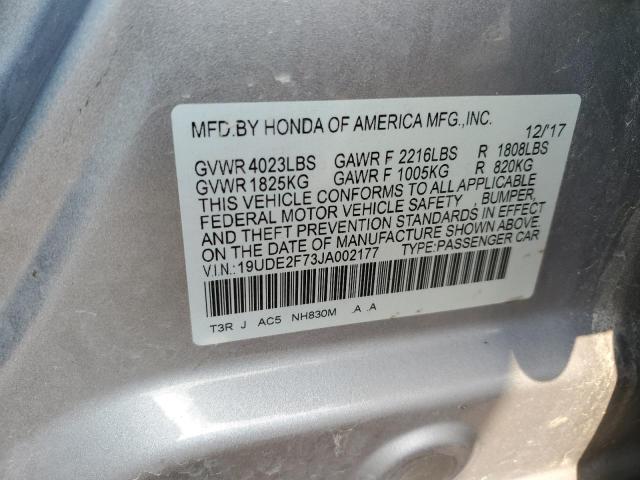 MFD.BY HONDA OF AMERICA MFG.,INC. 12/'17
GVWR 4023LBS GAWR F 2216LBS R 1808LBS
GVWR 1825KG GAWR F 1005KG R 820KG
THIS VEHICLE CONFORMS TO ALL APPLICABLE
FEDERAL MOTOR VEHICLE SAFETY , BUMPER,
AND THEFT PREVENTION STANDARDS IN EFFECT
ON THE DATE OF MANUFACTURE SHOWN ABOVE.
V.I.N.: 19UDE2F73JA002177 TYPE:PASSENGER CAR
T3R J AC5 NH830M .A .A